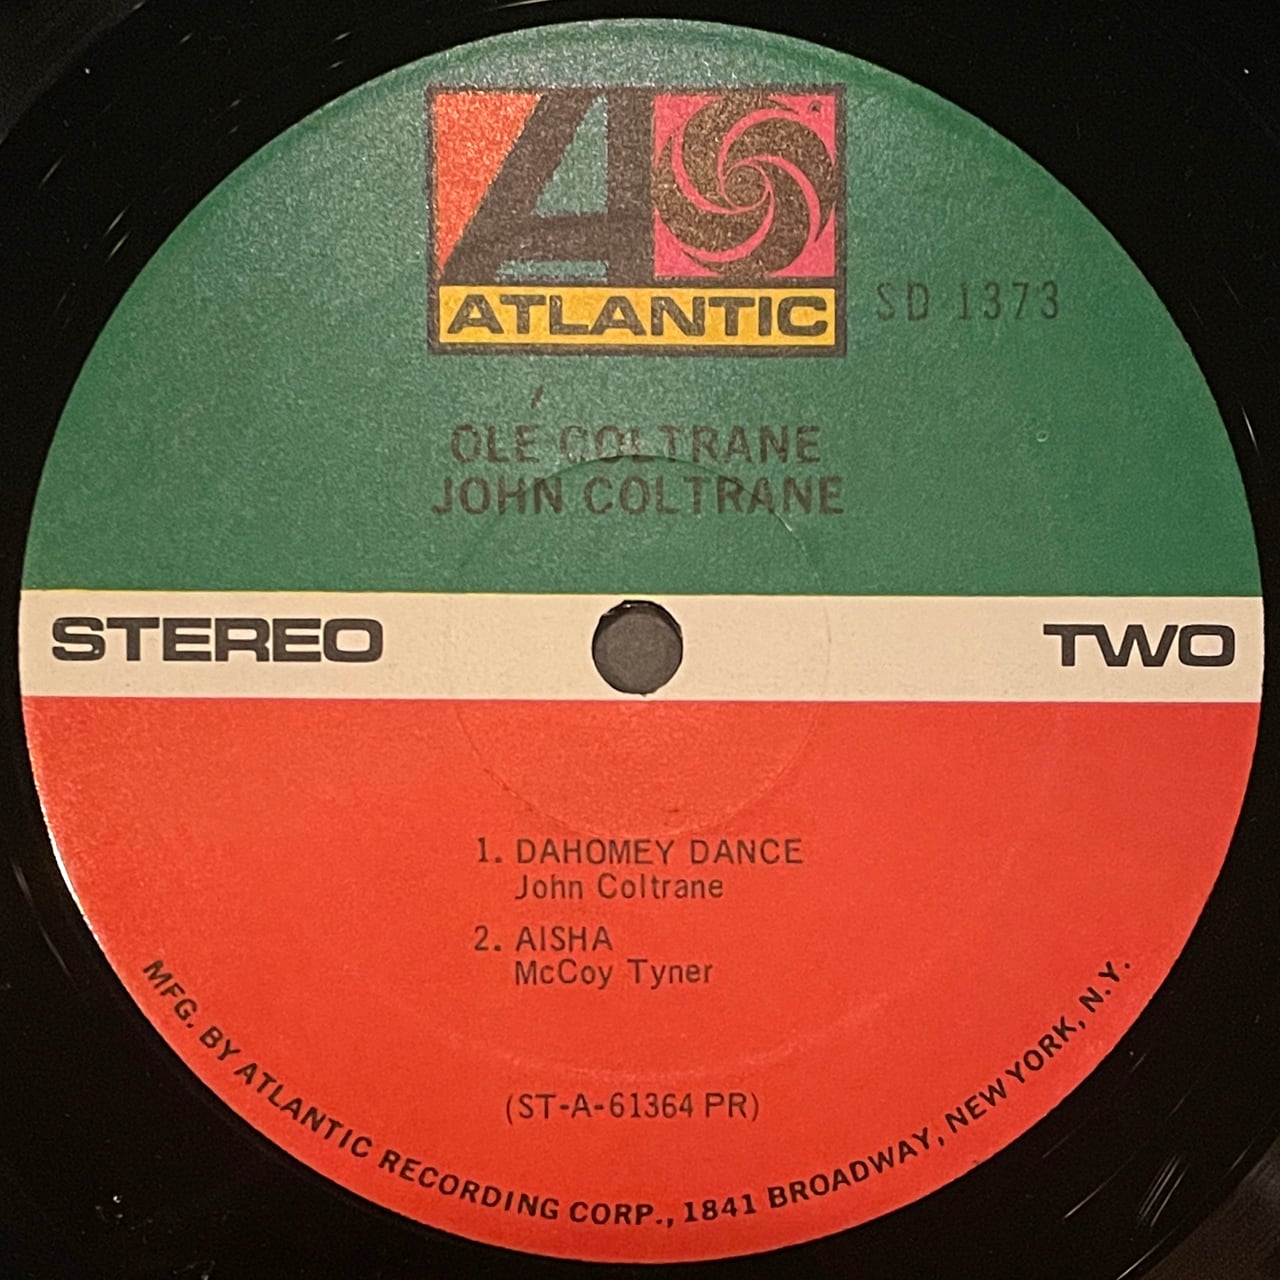 ATLANTIC
SD 1373
OLÉ COLTRANE
JOHN COLTRANE
STEREO
TWO
1. DAHOMEY DANCE
John Coltrane
2. AISHA
McCoy Tyner
(ST-A-61364 PR)
MFG. BY ATLANTIC RECORDING CORP., 1841 BROADWAY, NEW YORK, N.Y.